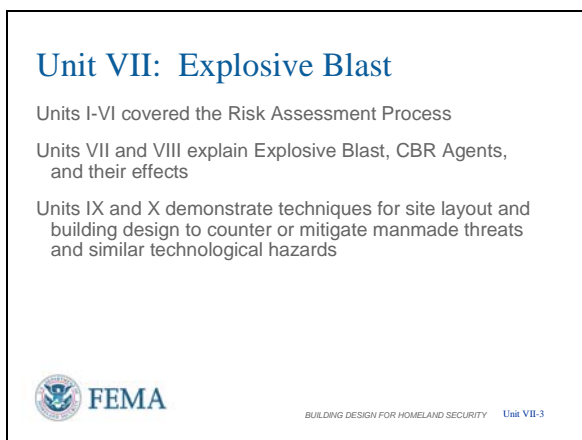 Unit VII: Explosive Blast
Units I-VI covered the Risk Assessment Process
Units VII and VIII explain Explosive Blast, CBR Agents,
and their effects
Units IX and X demonstrate techniques for site layout and
building design to counter or mitigate manmade threats
and similar technological hazards
FEMA
BUILDING DESIGN FOR HOMELAND SECURITY Unit VII-3